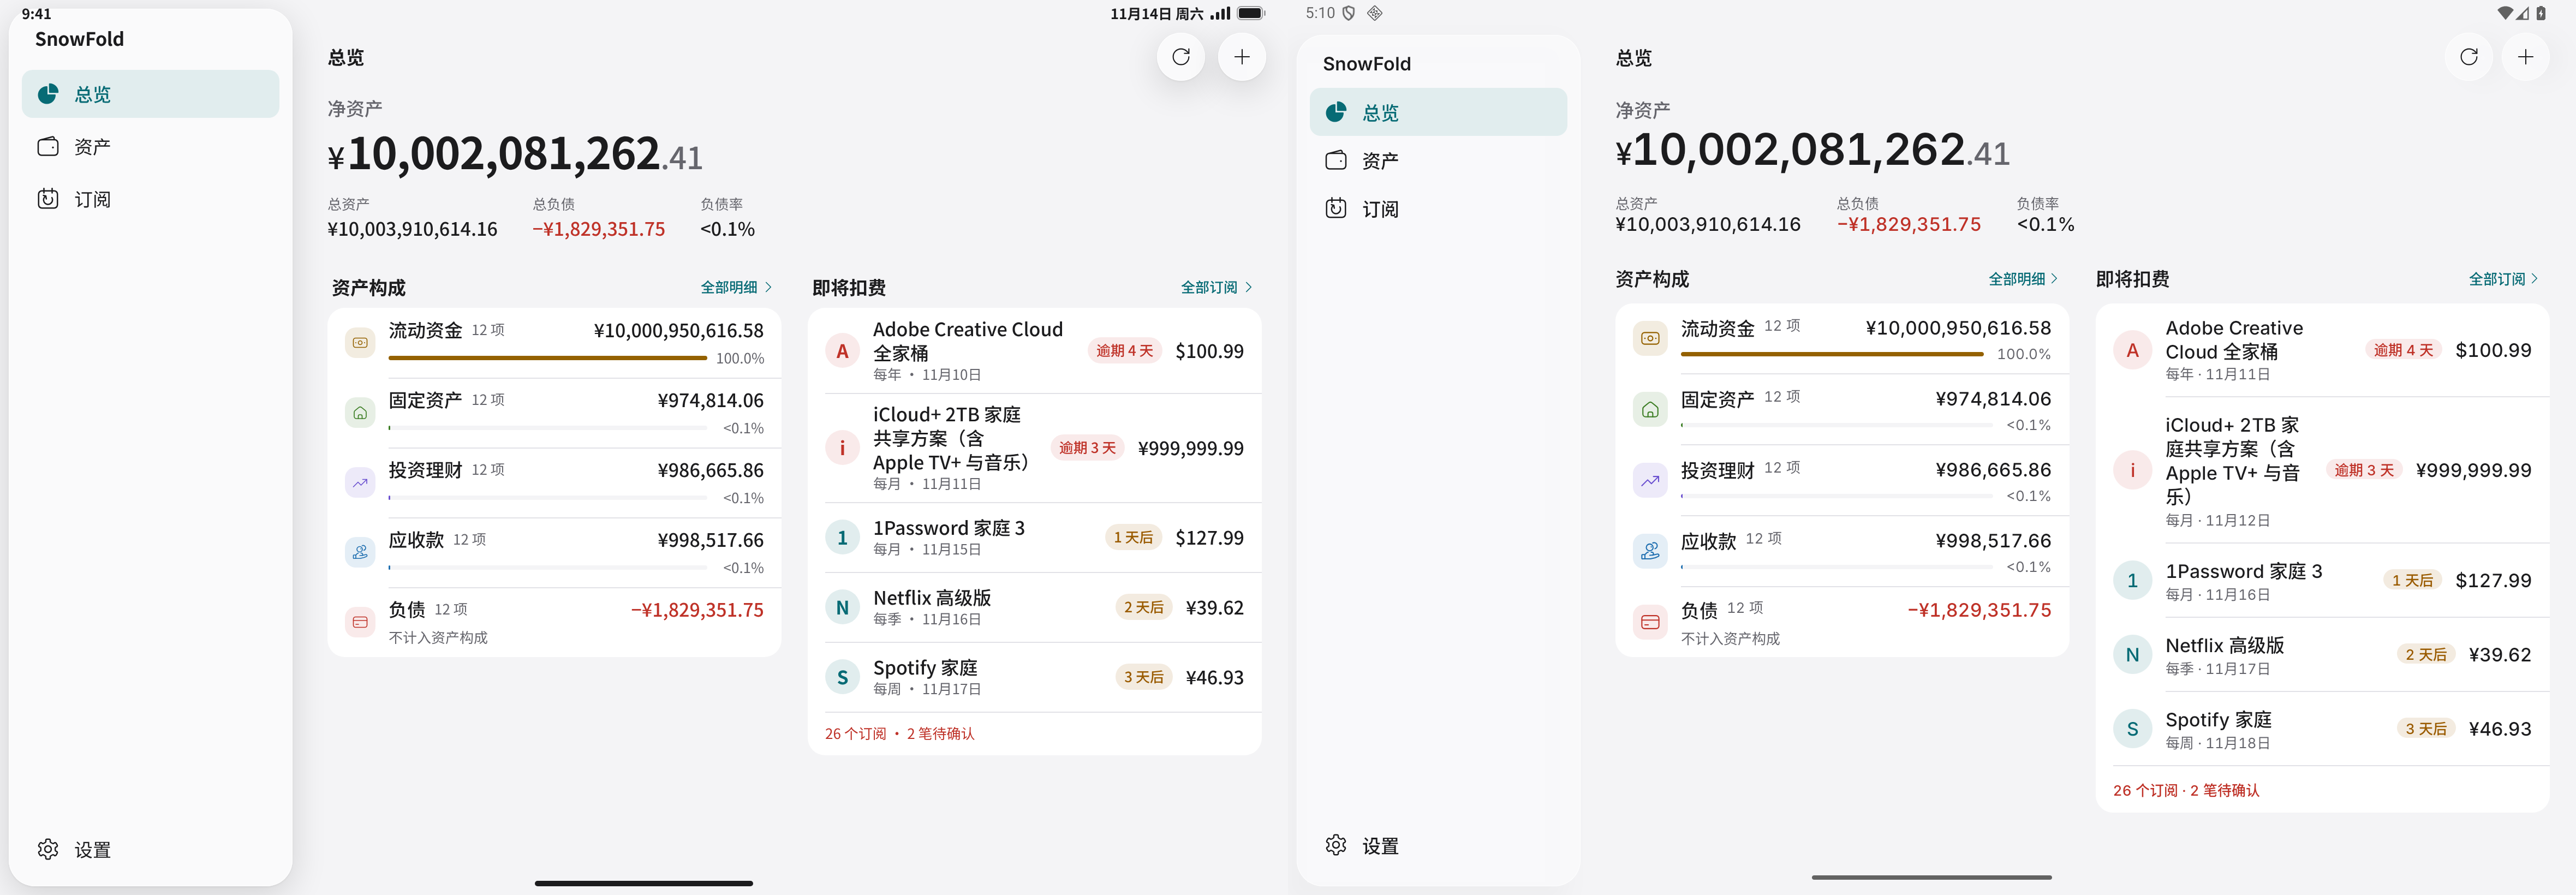 9:41
11月14日 周六
SnowFold
总览
资产
订阅
设置
总览
净资产
¥10,002,081,262.41
总资产
¥10,003,910,614.16
总负债
−¥1,829,351.75
负债率
<0.1%
资产构成
全部明细
流动资金 12 项 ¥10,000,950,616.58
100.0%
固定资产 12 项 ¥974,814.06
<0.1%
投资理财 12 项 ¥986,665.86
<0.1%
应收款 12 项 ¥998,517.66
<0.1%
负债 12 项 −¥1,829,351.75
不计入资产构成
即将扣费
全部订阅
A
Adobe Creative Cloud
全家桶
每年 • 11月10日
逾期 4 天
$100.99
i
iCloud+ 2TB 家庭
共享方案（含
Apple TV+ 与音乐）
每月 • 11月11日
逾期 3 天
¥999,999.99
1
1Password 家庭 3
每月 • 11月15日
1 天后
$127.99
N
Netflix 高级版
每季 • 11月16日
2 天后
¥39.62
S
Spotify 家庭
每周 • 11月17日
3 天后
¥46.93
26 个订阅 • 2 笔待确认
5:10
SnowFold
总览
资产
订阅
设置
总览
净资产
¥10,002,081,262.41
总资产
¥10,003,910,614.16
总负债
−¥1,829,351.75
负债率
<0.1%
资产构成
全部明细
流动资金 12 项 ¥10,000,950,616.58
100.0%
固定资产 12 项 ¥974,814.06
<0.1%
投资理财 12 项 ¥986,665.86
<0.1%
应收款 12 项 ¥998,517.66
<0.1%
负债 12 项 −¥1,829,351.75
不计入资产构成
即将扣费
全部订阅
A
Adobe Creative
Cloud 全家桶
每年 · 11月11日
逾期 4 天
$100.99
i
iCloud+ 2TB 家
庭共享方案（含
Apple TV+ 与音
乐）
每月 · 11月12日
逾期 3 天
¥999,999.99
1
1Password 家庭 3
每月 · 11月16日
1 天后
$127.99
N
Netflix 高级版
每季 · 11月17日
2 天后
¥39.62
S
Spotify 家庭
每周 · 11月18日
3 天后
¥46.93
26 个订阅 · 2 笔待确认